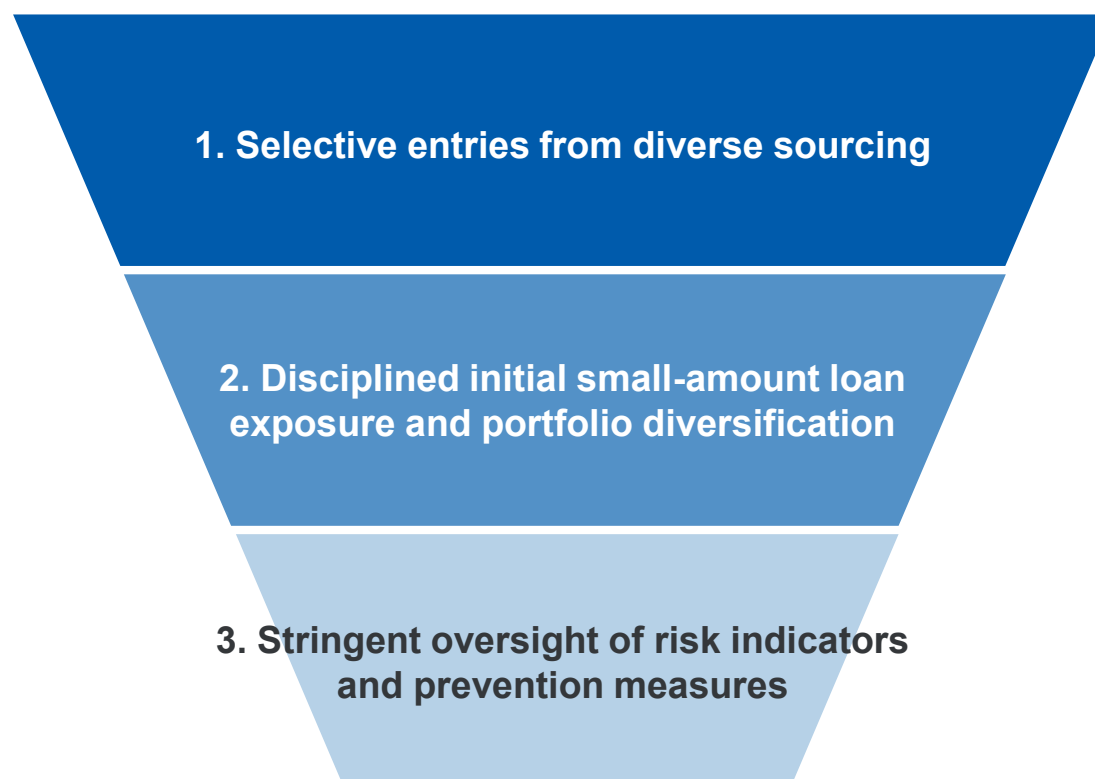 1. Selective entries from diverse sourcing
2. Disciplined initial small-amount loan
exposure and portfolio diversification
3. Stringent oversight of risk indicators
and prevention measures